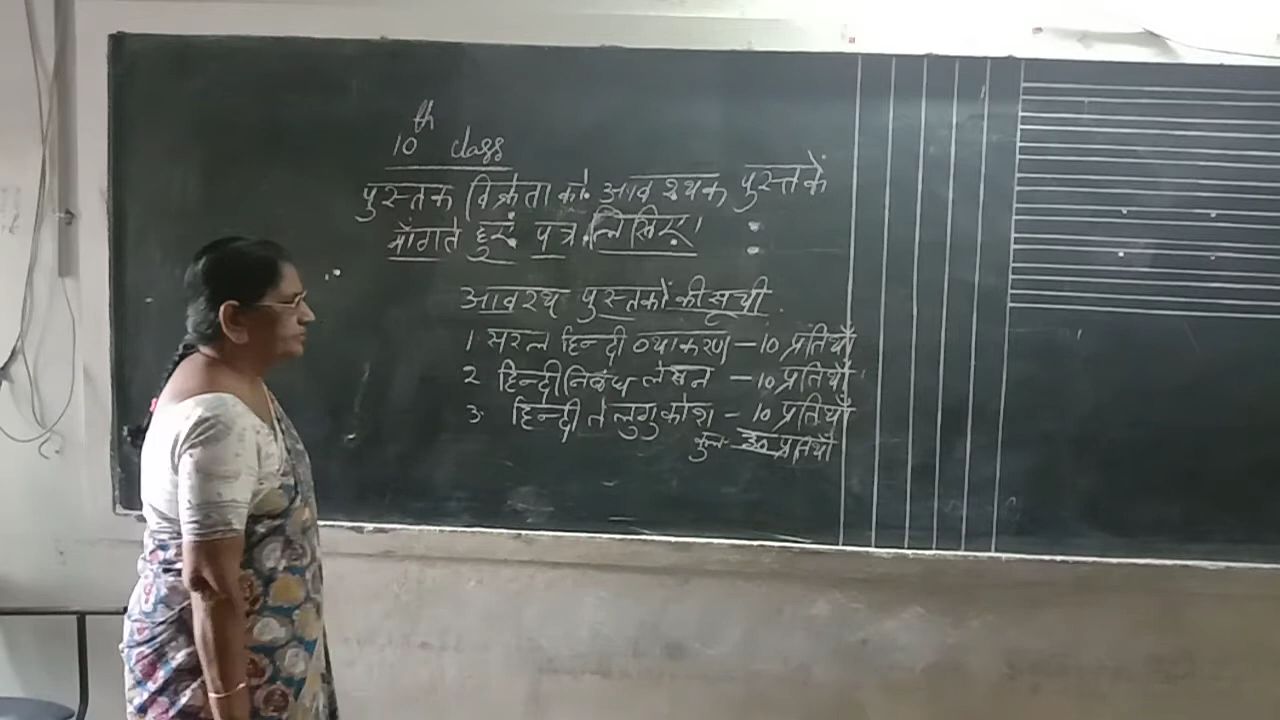 10th class
पुस्तक विक्रेता को आवश्यक पुस्तकें
माँगते हुए पत्र लिखिए।
आवश्य पुस्तकों की सूची
1 सरल हिन्दी व्याकरण – 10 प्रतियाँ
2 हिन्दी निबंध लेखन – 10 प्रतियाँ
3. हिन्दी तेलुगु कोश – 10 प्रतियाँ
कुल 30 प्रतियाँ